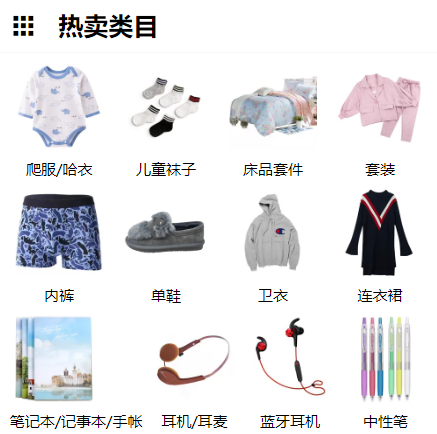 热卖类目
爬服/哈衣 儿童袜子 床品套件 套装
内裤 单鞋 卫衣 连衣裙
笔记本/记事本/手帐 耳机/耳麦 蓝牙耳机 中性笔